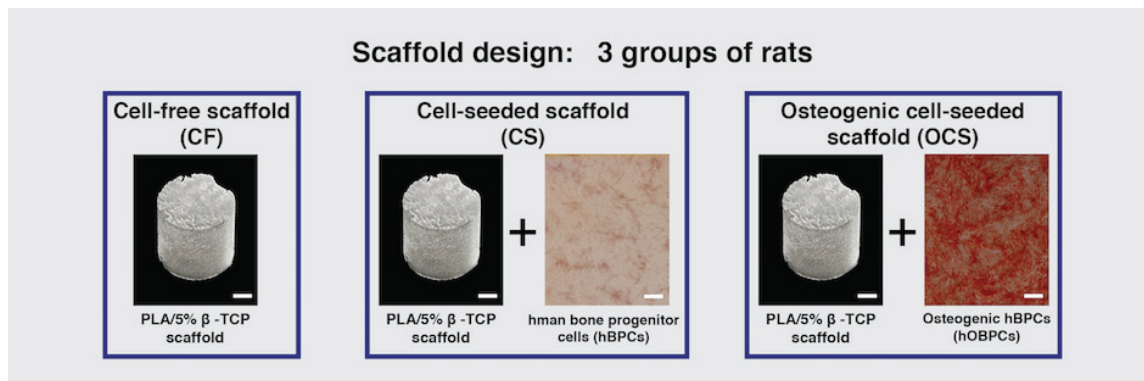 Scaffold design: 3 groups of rats
Cell-free scaffold
(CF)
PLA/5% β -TCP
scaffold
Cell-seeded scaffold
(CS)
PLA/5% β -TCP
scaffold
+
hman bone progenitor
cells (hBPCs)
Osteogenic cell-seeded
scaffold (OCS)
PLA/5% β -TCP
scaffold
+
Osteogenic hBPCs
(hOBPCs)